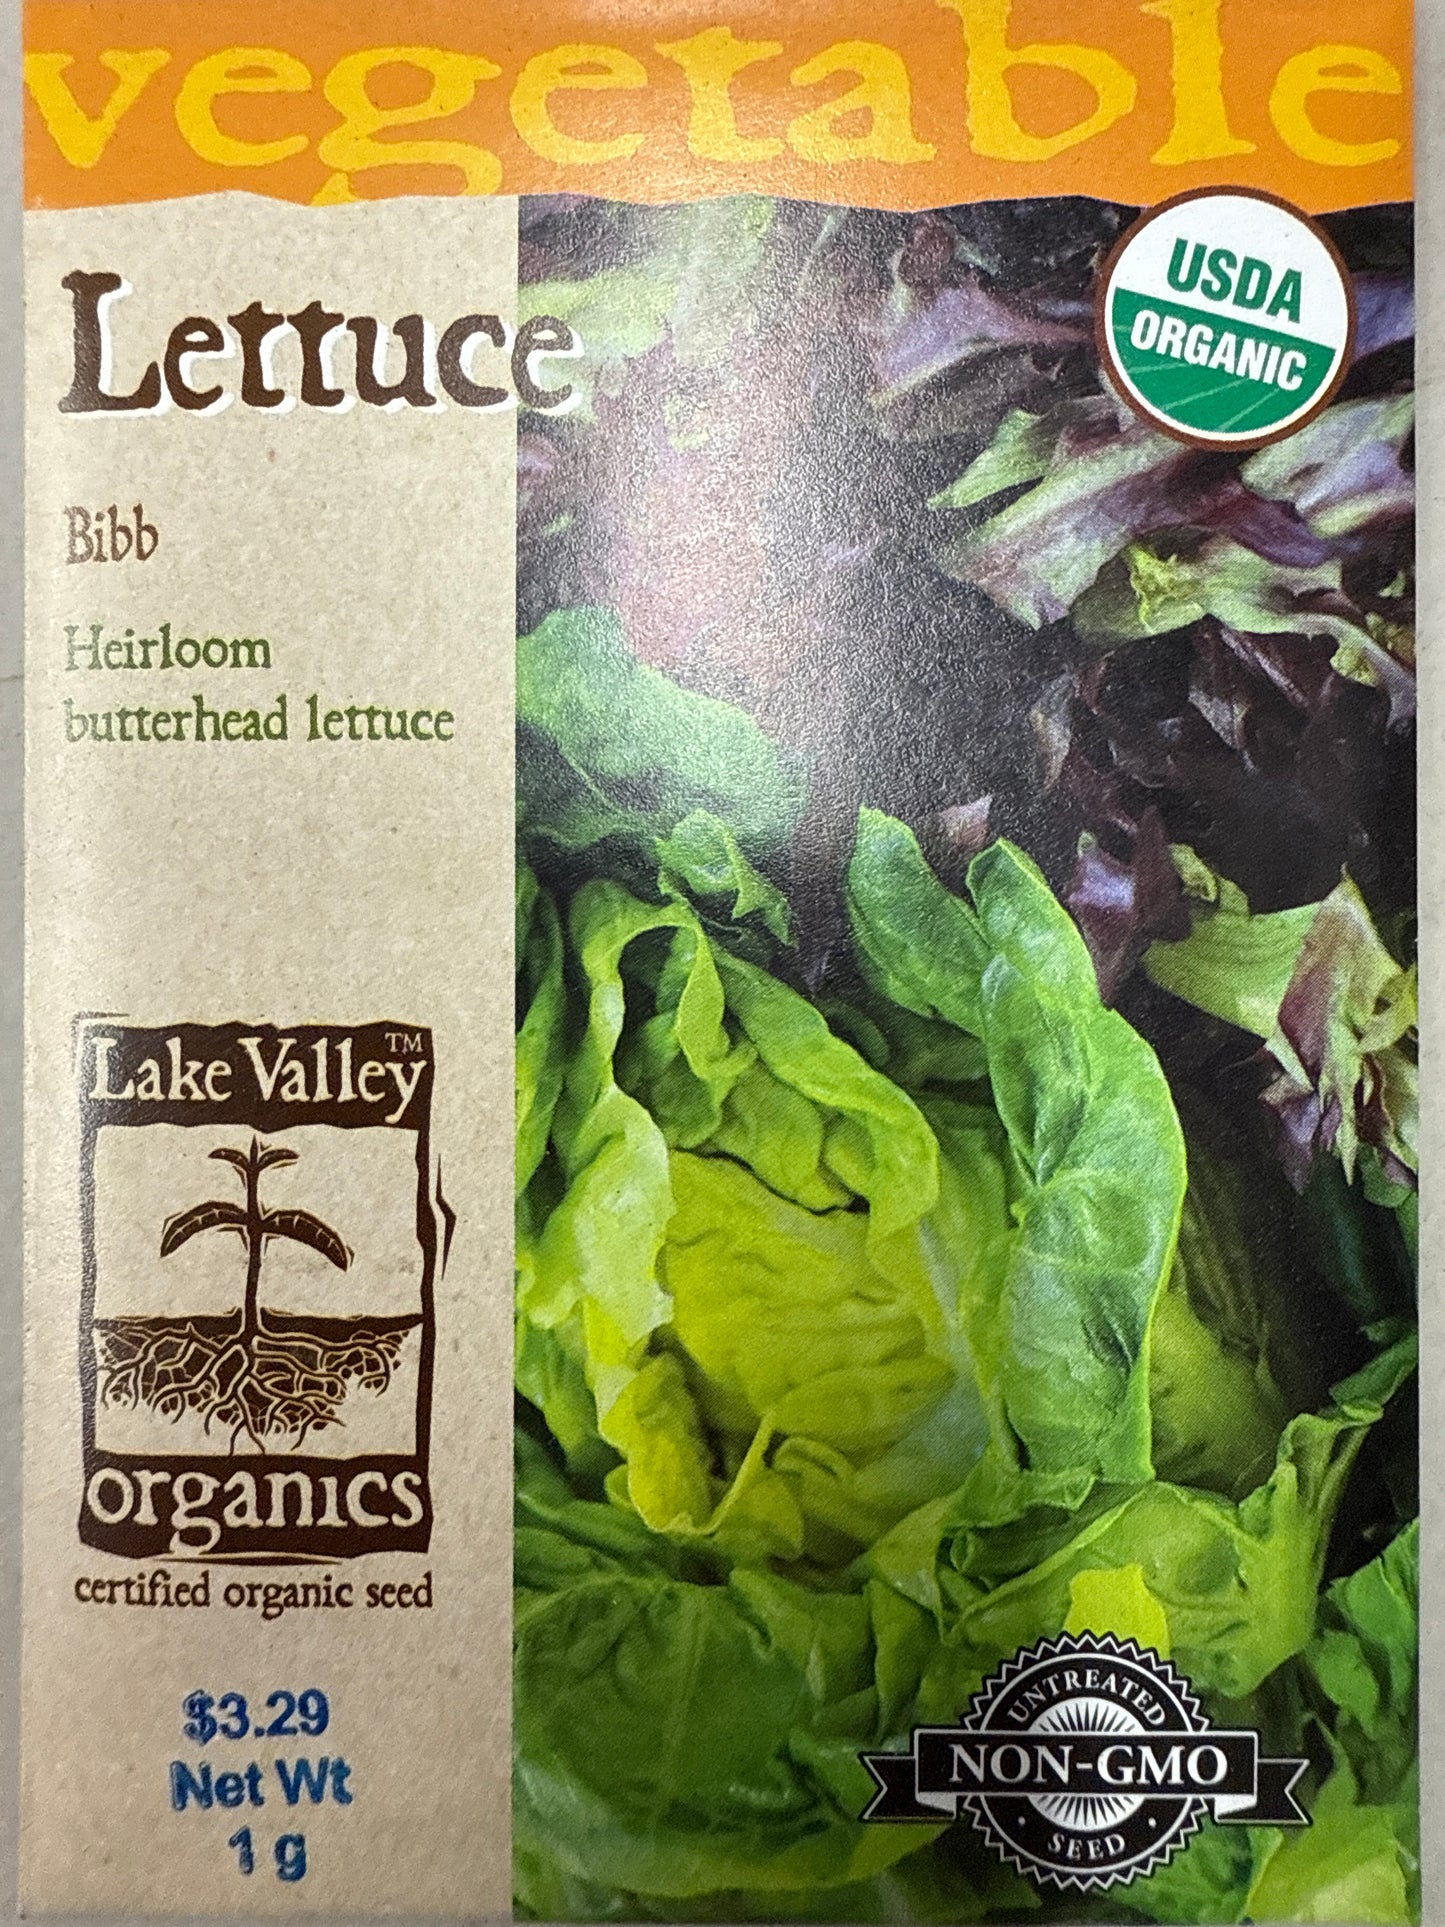 vegetable
USDA
ORGANIC
Lettuce
Bibb
Heirloom
butterhead lettuce
Lake Valley™
organics
certified organic seed
$3.29
Net Wt
1 g
UNTREATED
NON-GMO
· SEED ·